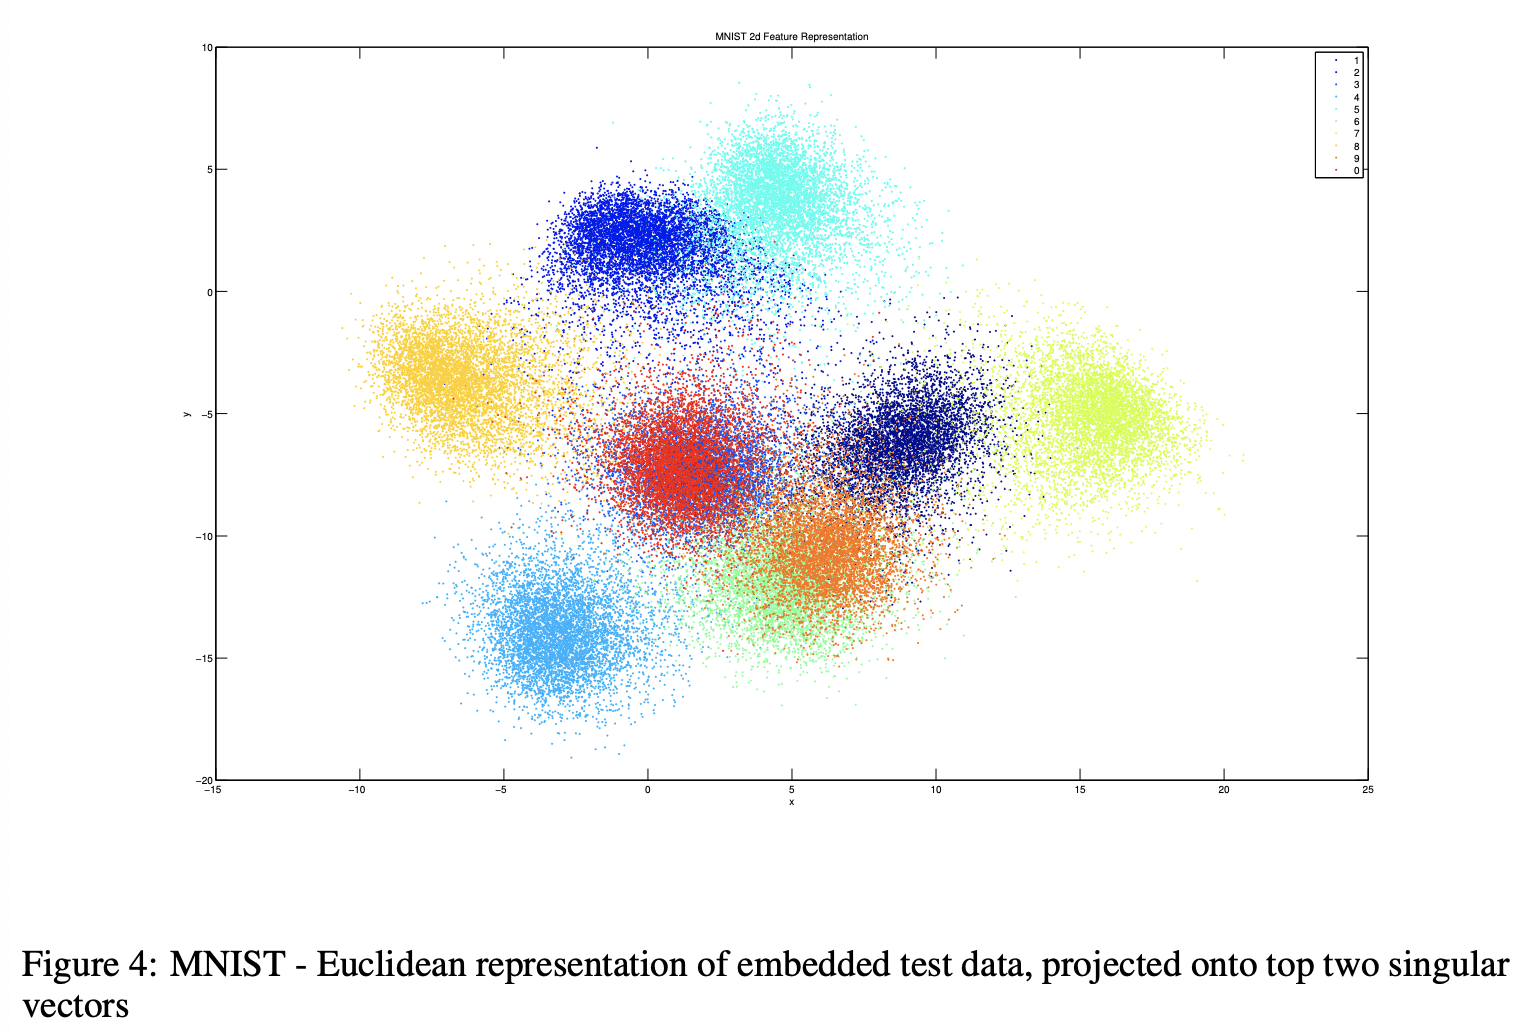 MNIST 2d Feature Representation
10
5
0
−5
−10
−15
−20
y
1
2
3
4
5
6
7
8
9
0
−15 −10 −5 0 5 10 15 20 25
x
Figure 4: MNIST - Euclidean representation of embedded test data, projected onto top two singular
vectors